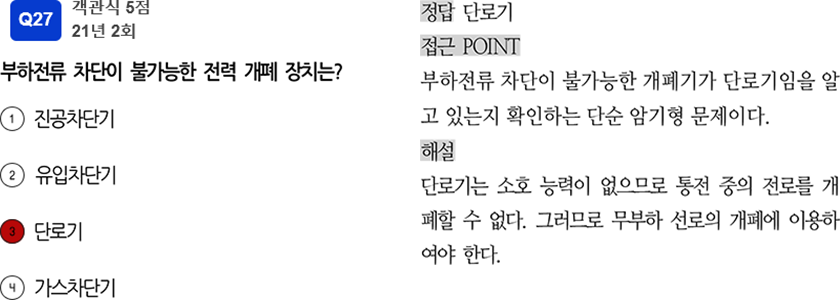 Q27
객관식 5점
21년 2회
부하전류 차단이 불가능한 전력 개폐 장치는?
1 진공차단기
2 유입차단기
3 단로기
4 가스차단기
정답 단로기
접근 POINT
부하전류 차단이 불가능한 개폐기가 단로기임을 알
고 있는지 확인하는 단순 암기형 문제이다.
해설
단로기는 소호 능력이 없으므로 통전 중의 전로를 개
폐할 수 없다. 그러므로 무부하 선로의 개폐에 이용하
여야 한다.